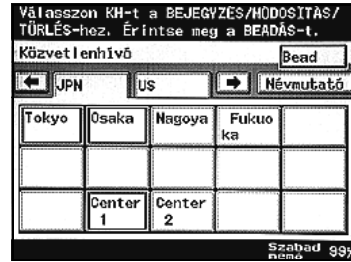 Válasszon KH-t a BEJEGYZÉS/MÓDOSÍTÁS/
TÖRLÉS-hez. Érintse meg a BEADÁS-t.
Közvetlenhívó
Bead
JPN
US
Névmutató
Tokyo
Osaka
Nagoya
Fukuo
ka
Center
1
Center
2
Szabad
memó
99%